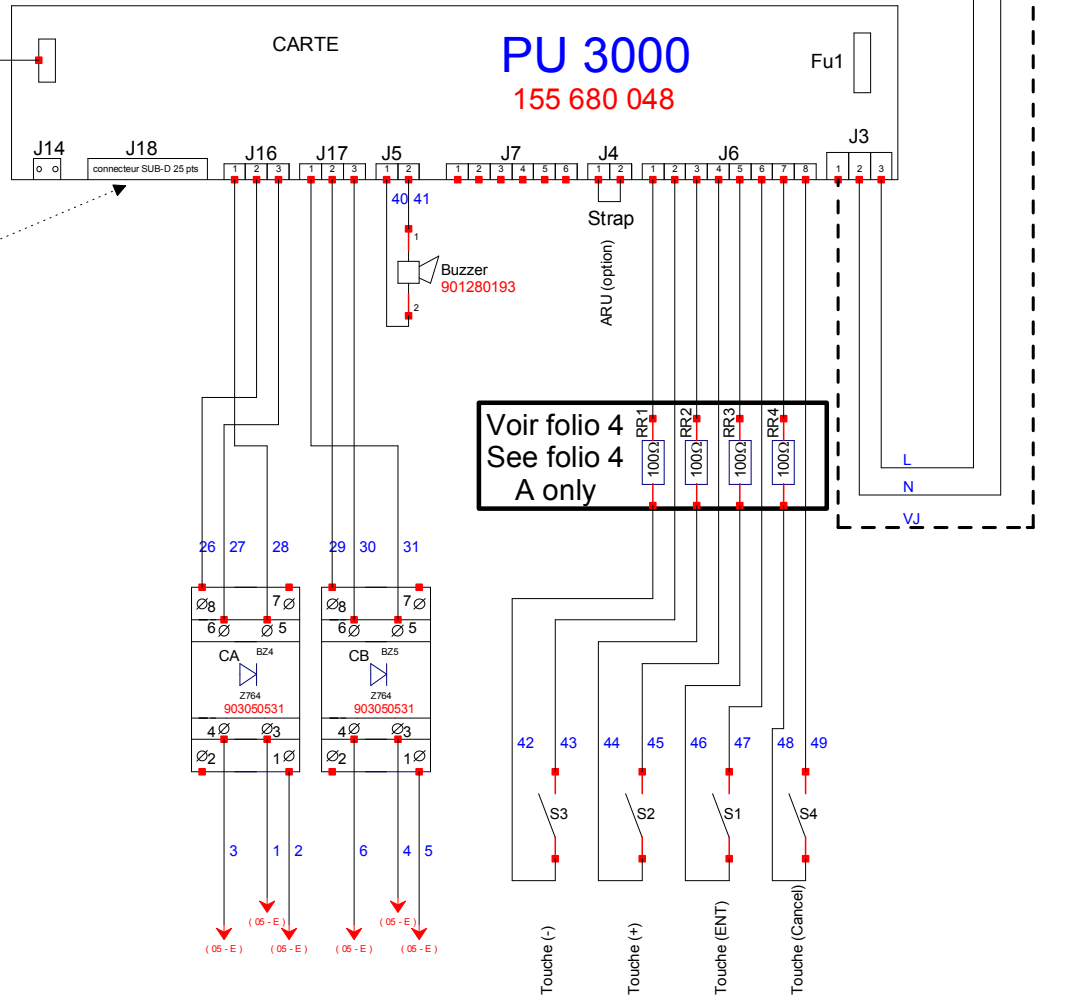 CARTE
PU 3000
155 680 048
Fu1
J14
J18
J16
J17
J5
J7
J4
J6
J3
connecteur SUB-D 25 pts
1 2 3
1 2 3
1 2
1 2 3 4 5 6
1 2
1 2 3 4 5 6 7 8
1 2 3
40 41
Strap
ARU (option)
1
Buzzer
901280193
2
Voir folio 4
See folio 4
A only
RR1
RR2
RR3
RR4
100Ω
100Ω
100Ω
100Ω
L
N
VJ
26 27 28 29 30 31
8 7
8 7
6 5
6 5
CA BZ4
CB BZ5
Z764
Z764
903050531
903050531
4 3
4 3
2 1
2 1
42 43 44 45 46 47 48 49
S3
S2
S1
S4
3 1 2 6 4 5
( 05 - E )
( 05 - E )
( 05 - E )
( 05 - E )
( 05 - E )
( 05 - E )
Touche (-)
Touche (+)
Touche (ENT)
Touche (Cancel)